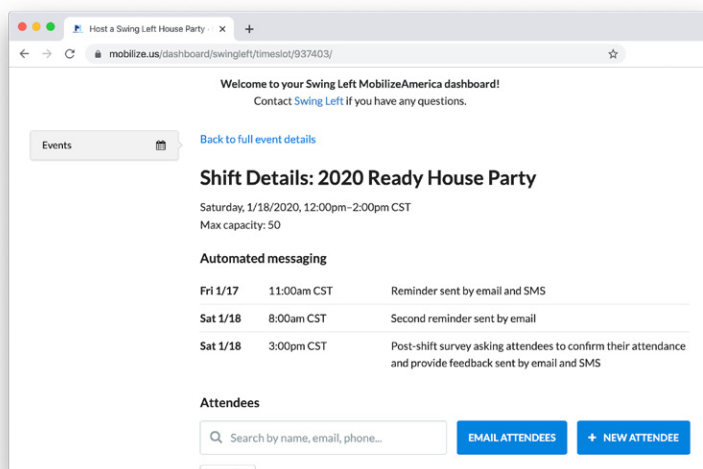 Host a Swing Left House Party ·
mobilize.us/dashboard/swingleft/timeslot/937403/
Welcome to your Swing Left MobilizeAmerica dashboard!
Contact Swing Left if you have any questions.
Events
Back to full event details
Shift Details: 2020 Ready House Party
Saturday, 1/18/2020, 12:00pm–2:00pm CST
Max capacity: 50
Automated messaging
Fri 1/17 11:00am CST Reminder sent by email and SMS
Sat 1/18 8:00am CST Second reminder sent by email
Sat 1/18 3:00pm CST Post-shift survey asking attendees to confirm their attendance
and provide feedback sent by email and SMS
Attendees
Search by name, email, phone... EMAIL ATTENDEES + NEW ATTENDEE